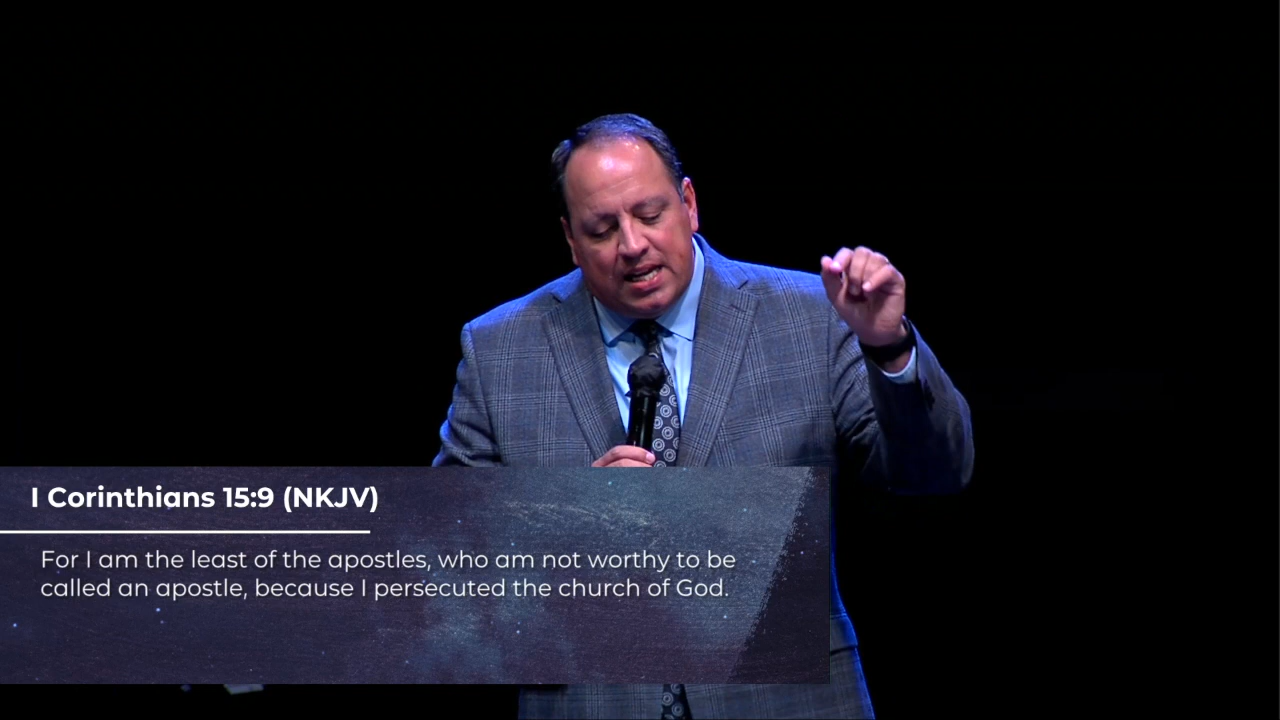 I Corinthians 15:9 (NKJV)
For I am the least of the apostles, who am not worthy to be
called an apostle, because I persecuted the church of God.